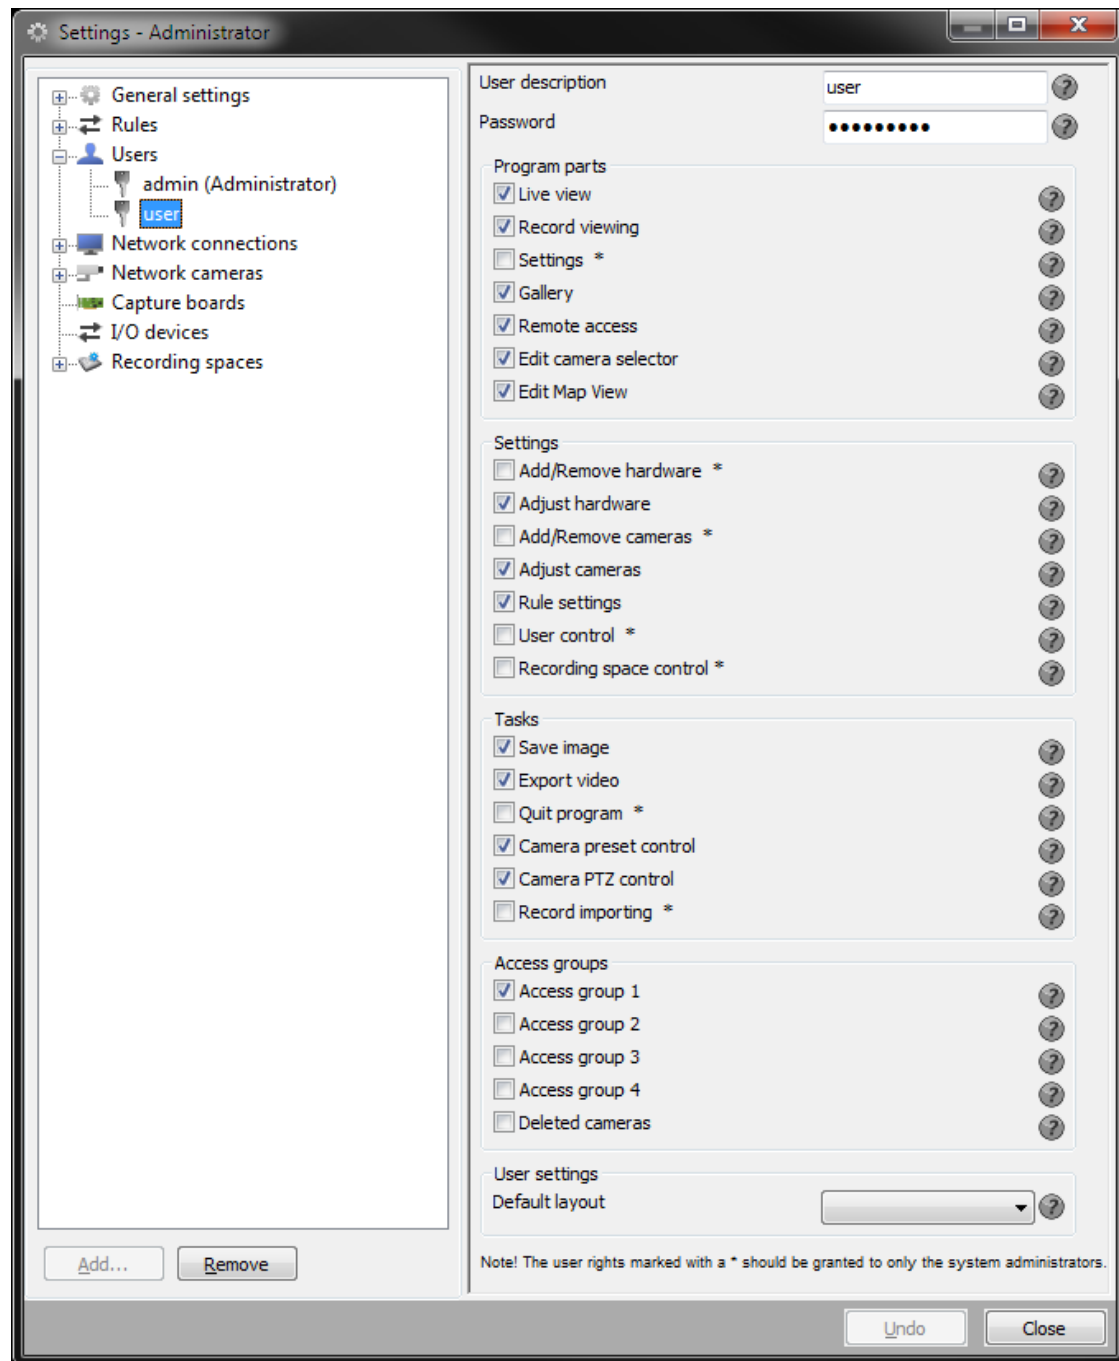 Settings - Administrator
General settings
Rules
Users
admin (Administrator)
user
Network connections
Network cameras
Capture boards
I/O devices
Recording spaces
Add...
Remove
User description
user
Password
●●●●●●●●●
Program parts
Live view
Record viewing
Settings *
Gallery
Remote access
Edit camera selector
Edit Map View
Settings
Add/Remove hardware *
Adjust hardware
Add/Remove cameras *
Adjust cameras
Rule settings
User control *
Recording space control *
Tasks
Save image
Export video
Quit program *
Camera preset control
Camera PTZ control
Record importing *
Access groups
Access group 1
Access group 2
Access group 3
Access group 4
Deleted cameras
User settings
Default layout
Note! The user rights marked with a * should be granted to only the system administrators.
Undo
Close